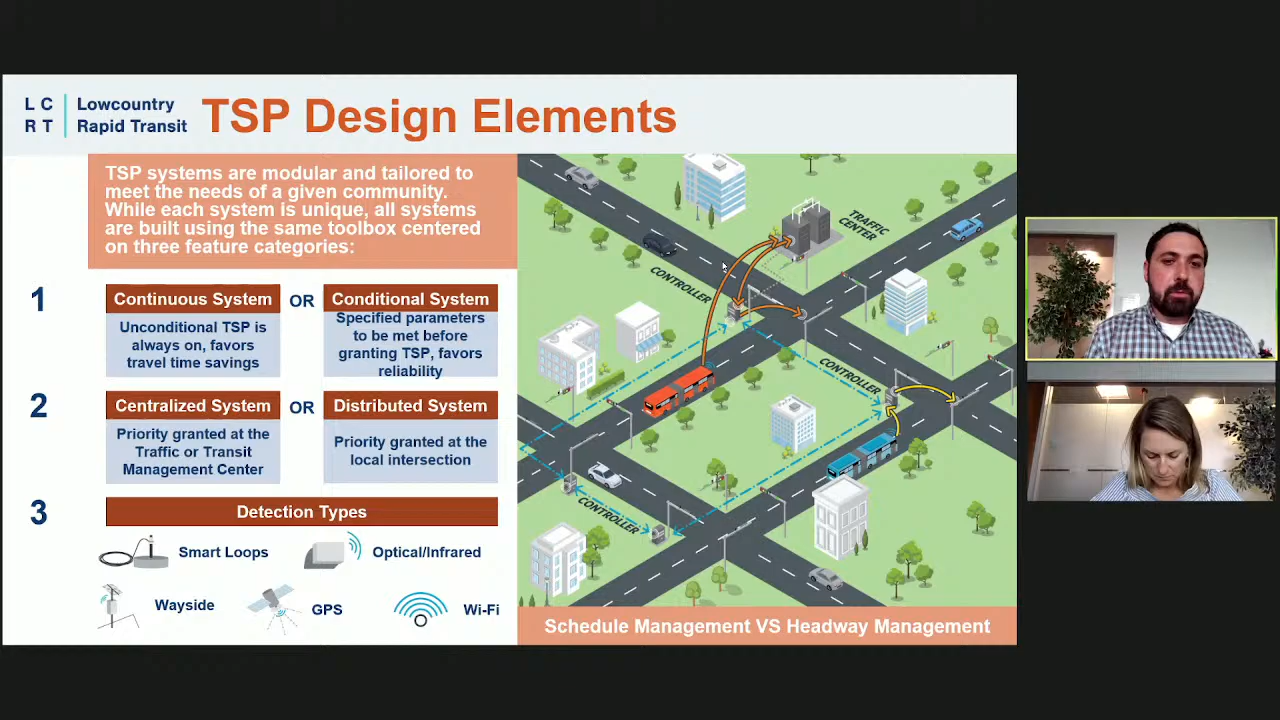 L C
R T
Lowcountry
Rapid Transit
TSP Design Elements
TSP systems are modular and tailored to
meet the needs of a given community.
While each system is unique, all systems
are built using the same toolbox centered
on three feature categories:
1
Continuous System
OR
Conditional System
Unconditional TSP is
always on, favors
travel time savings
Specified parameters
to be met before
granting TSP, favors
reliability
2
Centralized System
OR
Distributed System
Priority granted at the
Traffic or Transit
Management Center
Priority granted at the
local intersection
3
Detection Types
Smart Loops
Optical/Infrared
Wayside
GPS
Wi-Fi
TRAFFIC
CENTER
CONTROLLER
CONTROLLER
CONTROLLER
Schedule Management VS Headway Management